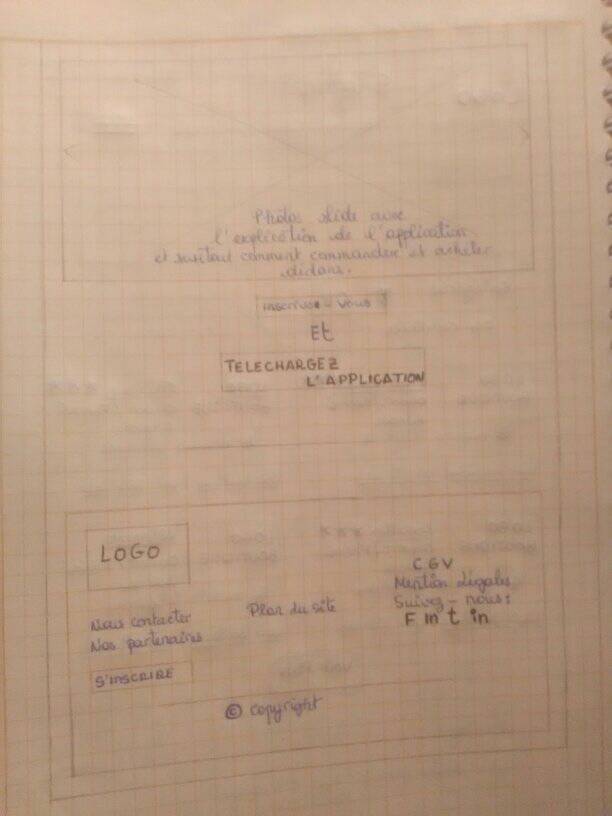 Photos slide avec
l'explication de l'application
et surtout comment commander et acheter
dedans.
Inscrivez-vous
Et
TELECHARGEZ
L'APPLICATION
LOGO
Nous contacter
Nos partenaires
S'INSCRIRE
Plan du site
CGV
Mention Légales
Suivez-nous:
F in t in
© copyright